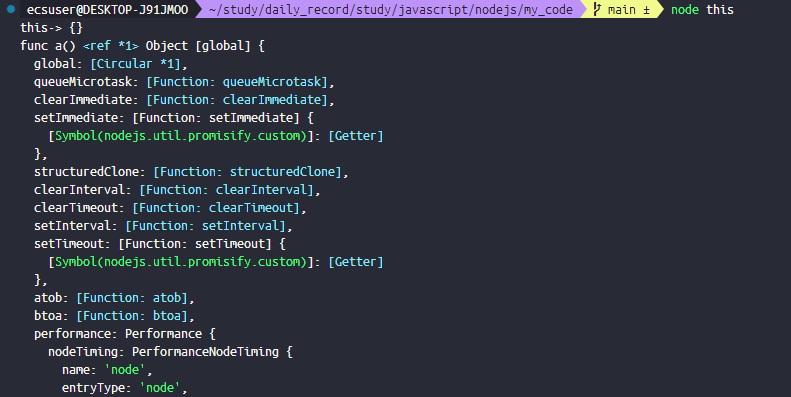 ecsuser@DESKTOP-J91JMOO ~/study/daily_record/study/javascript/nodejs/my_code main ± node this
this-> {}
func a() <ref *1> Object [global] {
  global: [Circular *1],
  queueMicrotask: [Function: queueMicrotask],
  clearImmediate: [Function: clearImmediate],
  setImmediate: [Function: setImmediate] {
    [Symbol(nodejs.util.promisify.custom)]: [Getter]
  },
  structuredClone: [Function: structuredClone],
  clearInterval: [Function: clearInterval],
  clearTimeout: [Function: clearTimeout],
  setInterval: [Function: setInterval],
  setTimeout: [Function: setTimeout] {
    [Symbol(nodejs.util.promisify.custom)]: [Getter]
  },
  atob: [Function: atob],
  btoa: [Function: btoa],
  performance: Performance {
    nodeTiming: PerformanceNodeTiming {
      name: 'node',
      entryType: 'node',